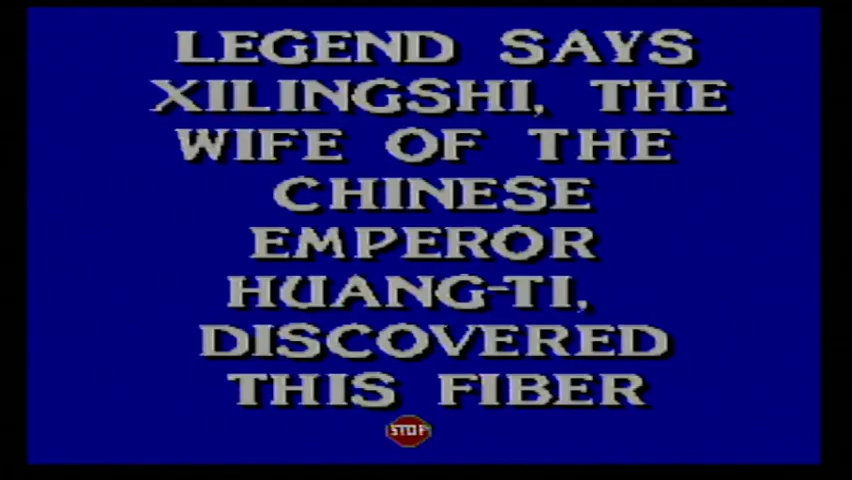 LEGEND SAYS
XILINGSHI, THE
WIFE OF THE
CHINESE
EMPEROR
HUANG-TI,
DISCOVERED
THIS FIBER
STOP